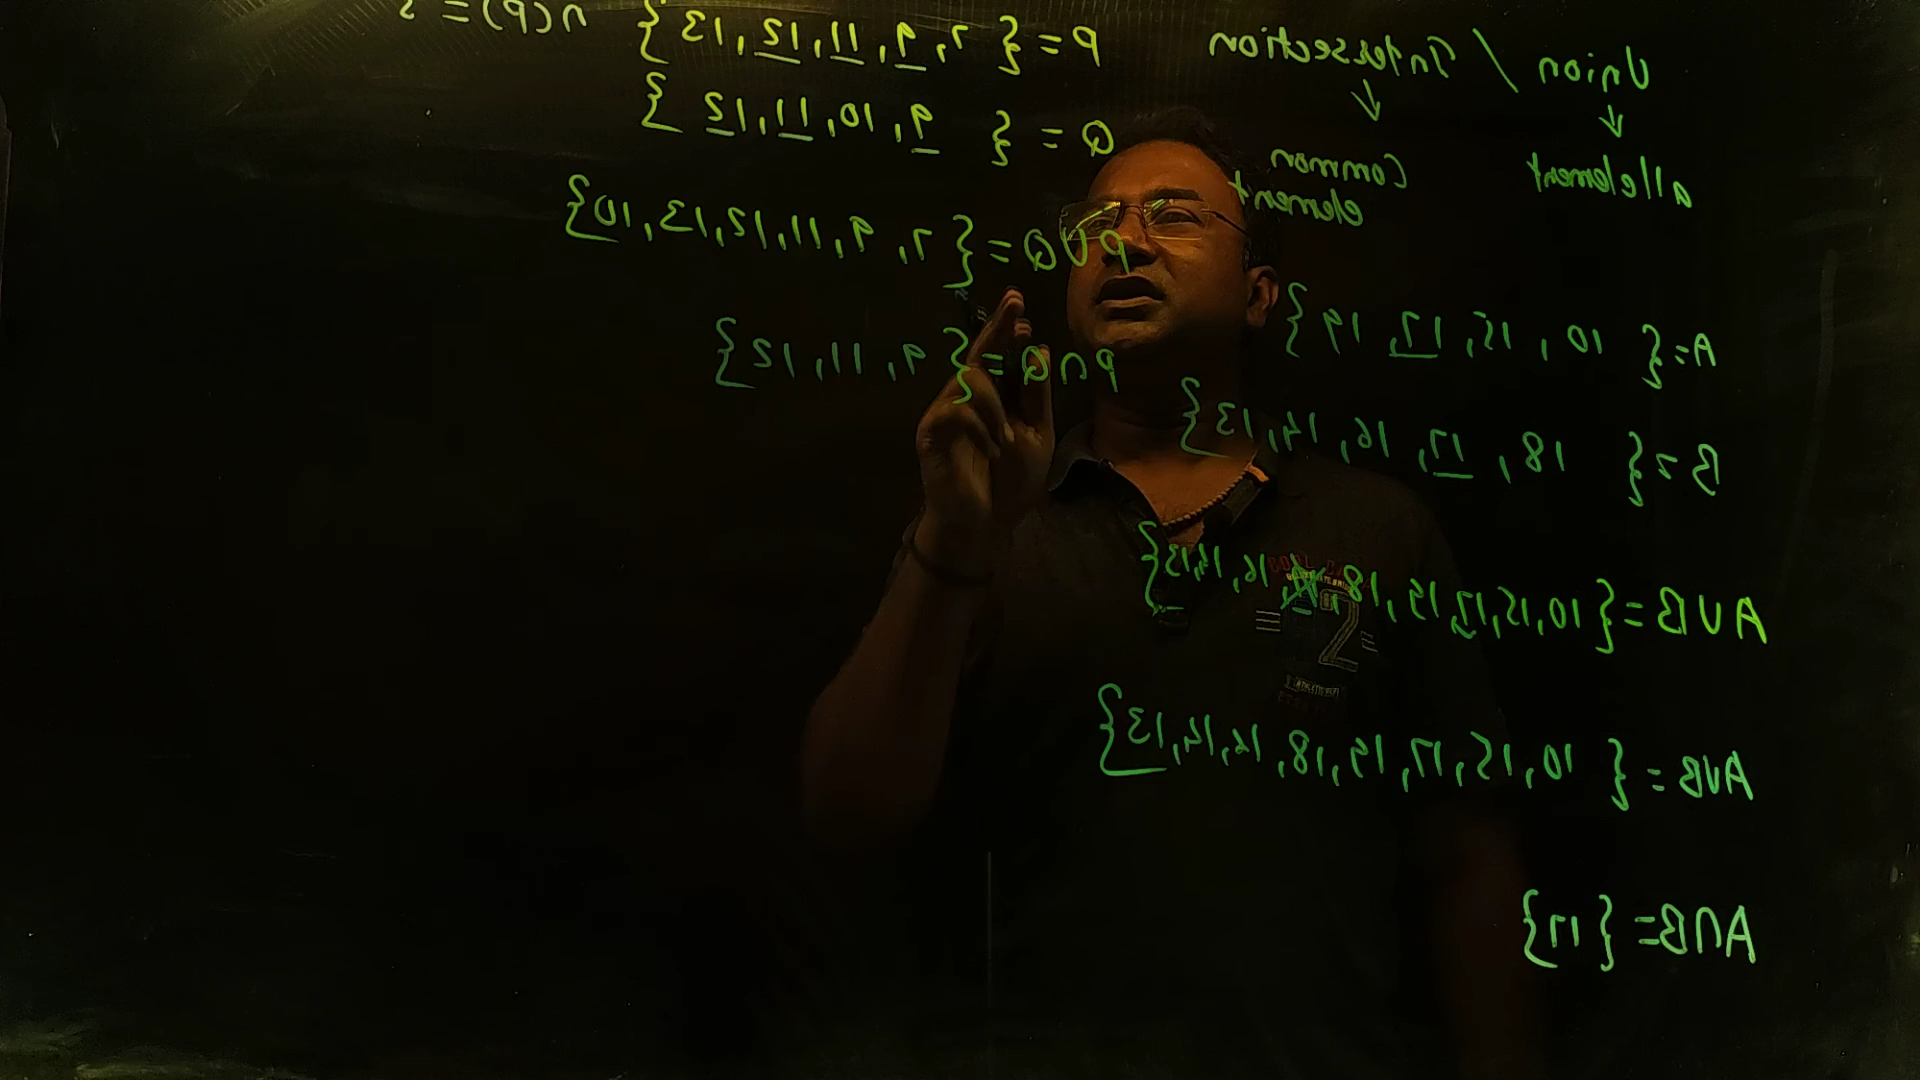 Union / Intersection
↓ ↓
all element Common
element
A = { 10, 15, 17, 19 }
B = { 18, 17, 16, 14, 13 }
A ∪ B = { 10, 15, 17, 19, 18, 16, 14, 13 }
A ∪ B = { 10, 15, 17, 19, 18, 16, 14, 13 }
A ∩ B = { 17 }
P = { 7, 9, 11, 12, 13 } n(P) =
Q = { 9, 10, 11, 12 }
P ∪ Q = { 7, 9, 11, 12, 13, 10 }
P ∩ Q = { 9, 11, 12 }
2